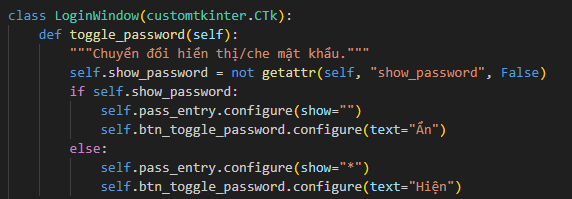 class LoginWindow(customtkinter.CTk):
    def toggle_password(self):
        """Chuyển đổi hiển thị/che mật khẩu."""
        self.show_password = not getattr(self, "show_password", False)
        if self.show_password:
            self.pass_entry.configure(show="")
            self.btn_toggle_password.configure(text="Ẩn")
        else:
            self.pass_entry.configure(show="*")
            self.btn_toggle_password.configure(text="Hiện")